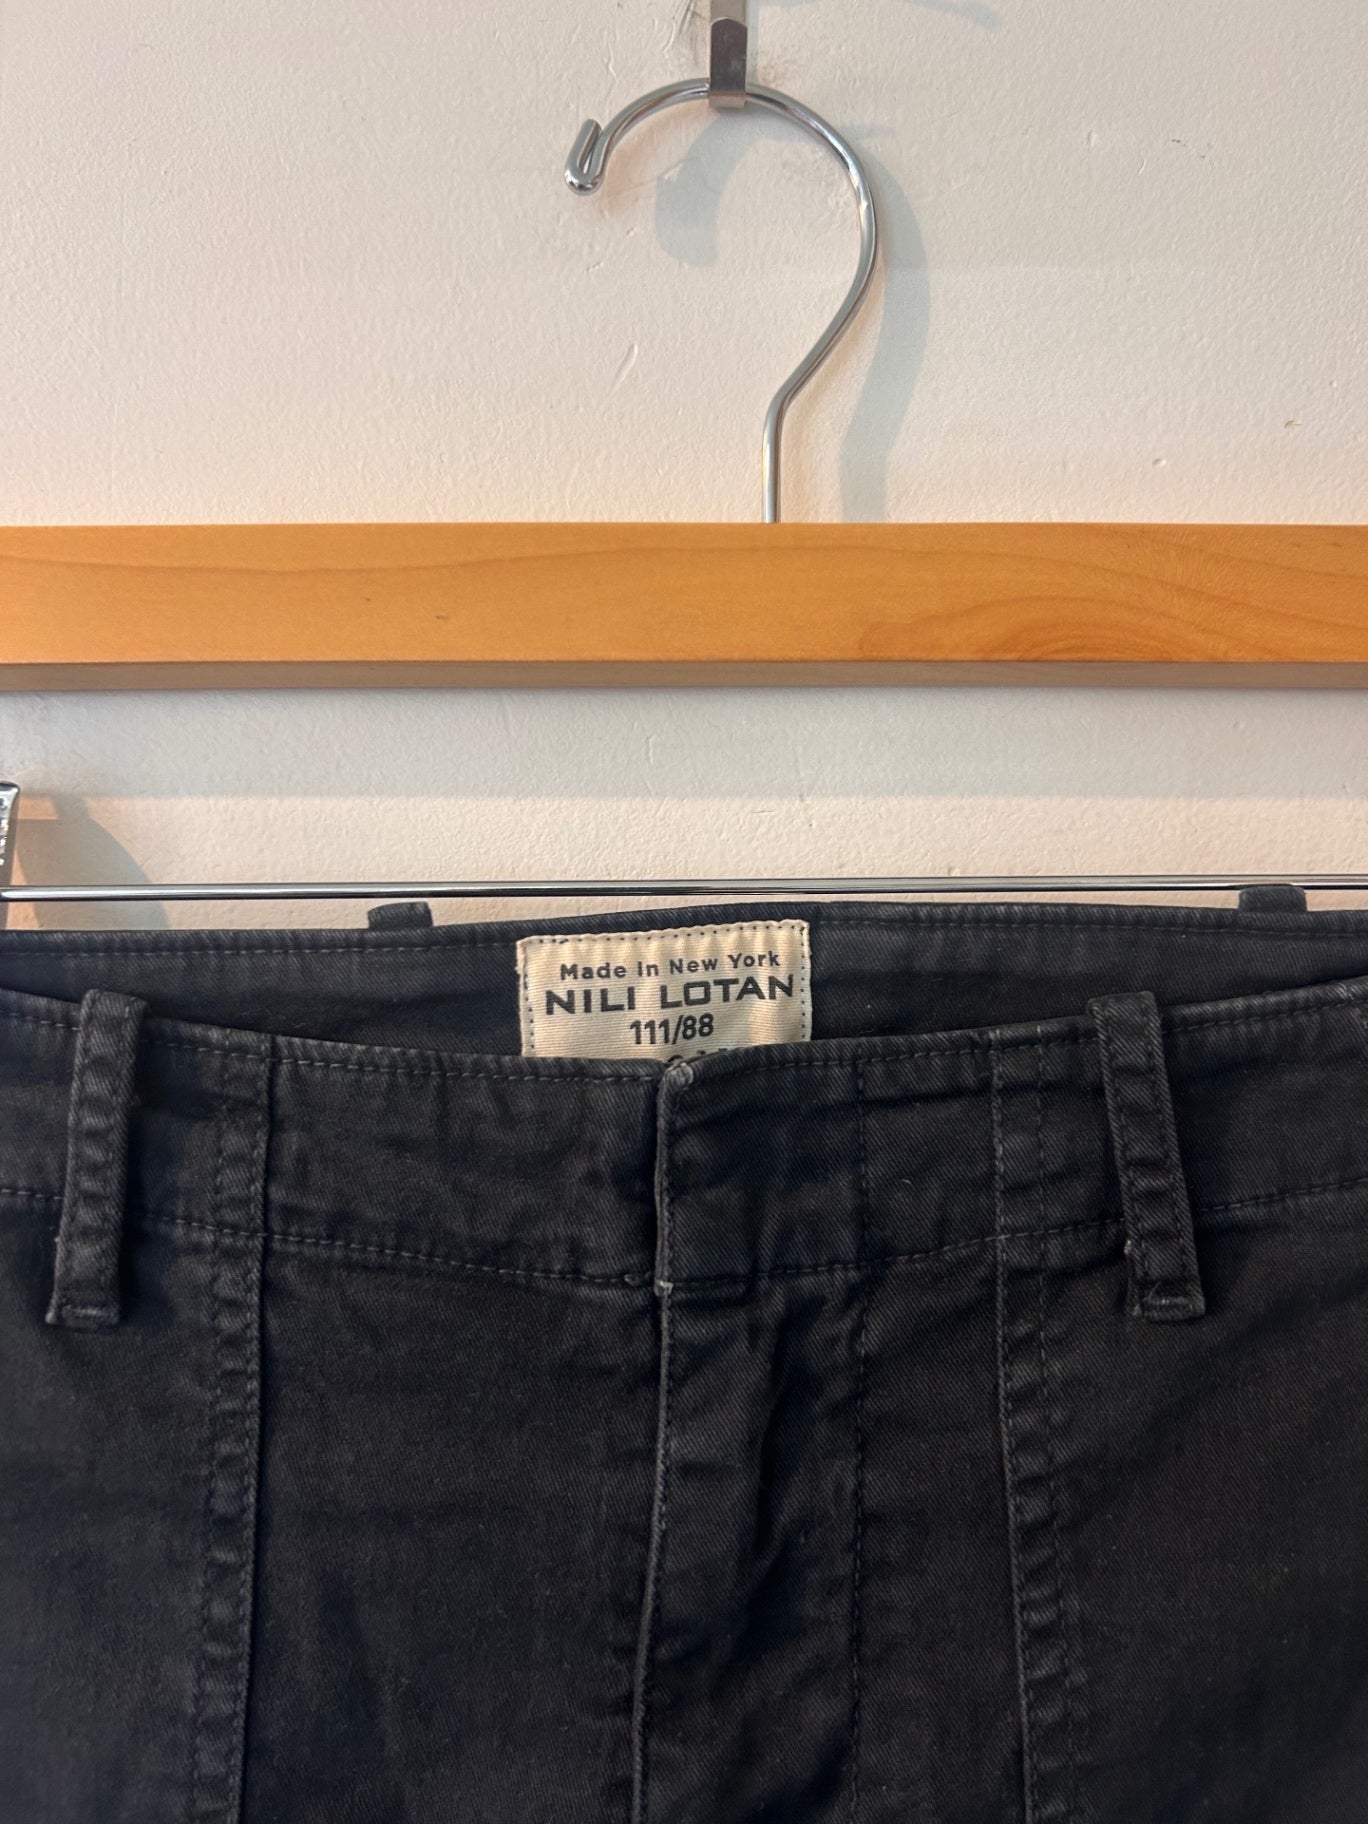 Made In New York
NILI LOTAN
111/88